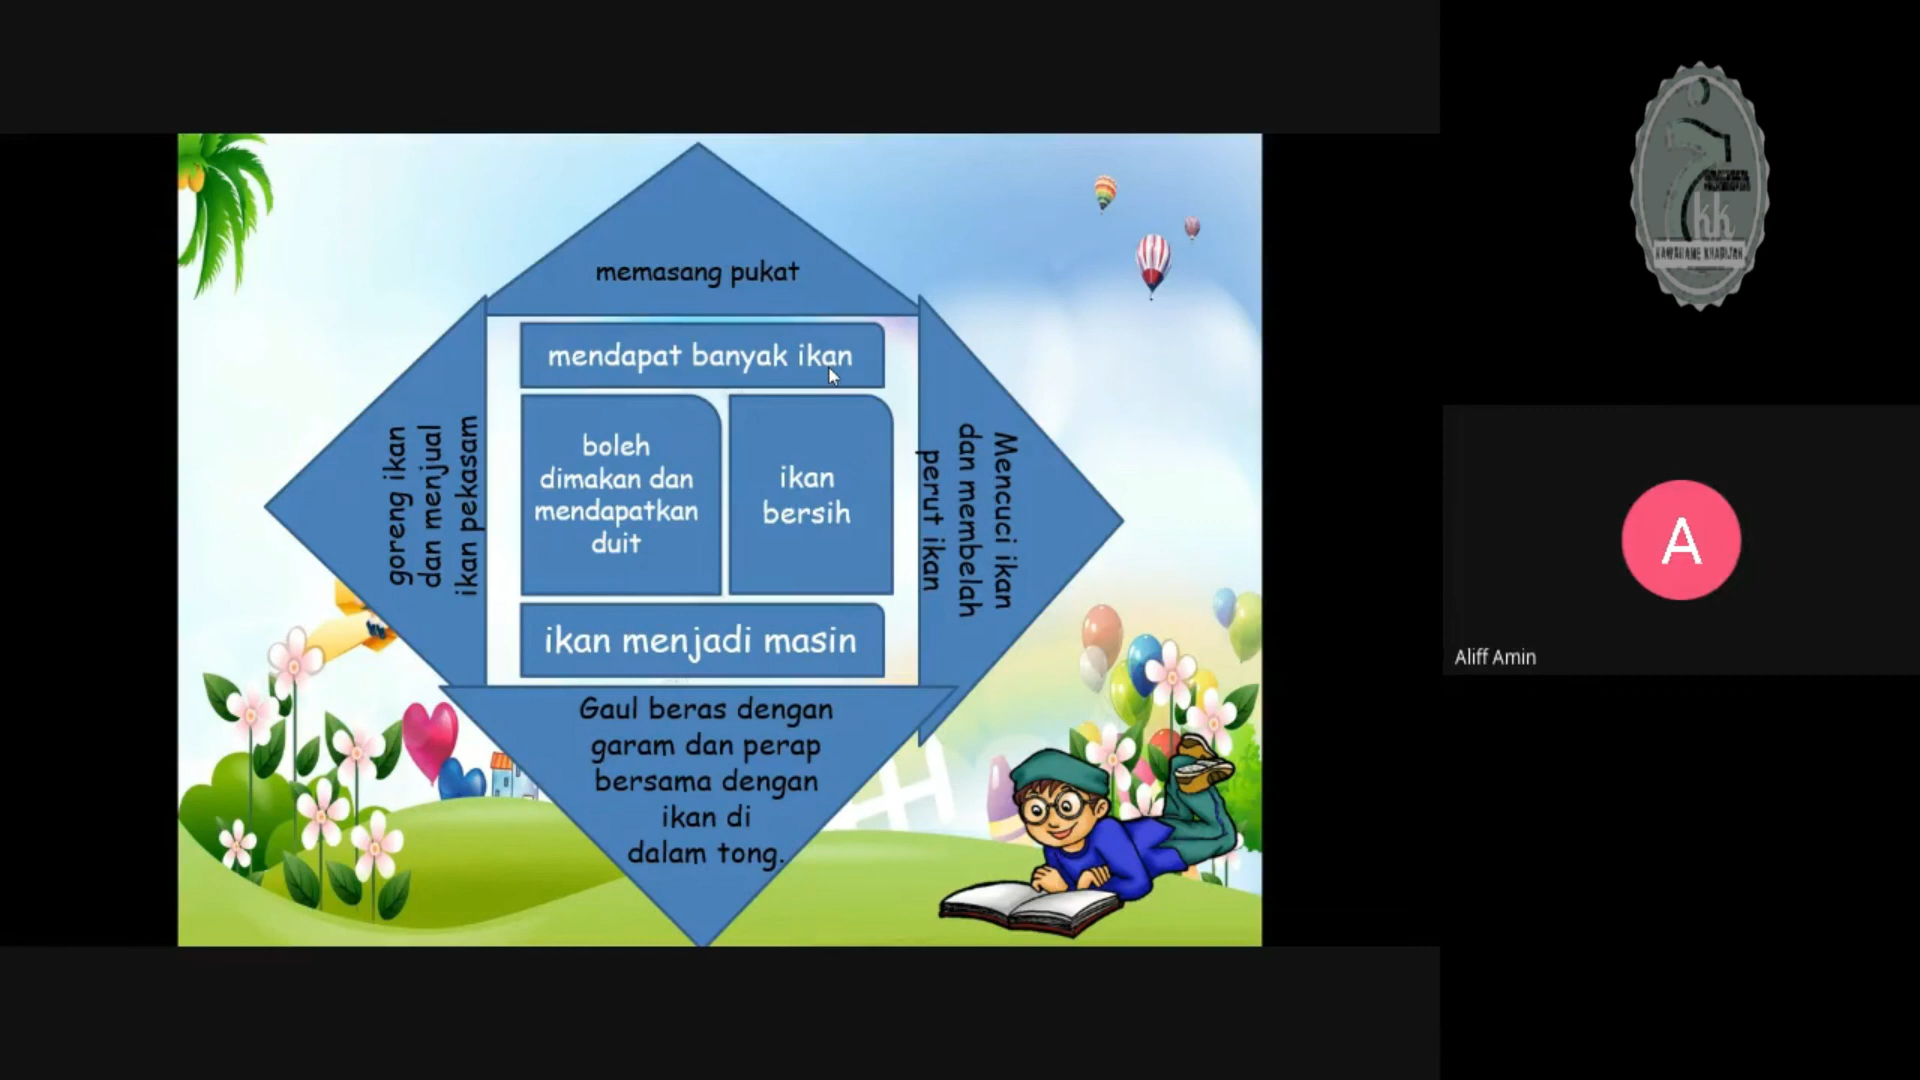 memasang pukat
mendapat banyak ikan
boleh
dimakan dan
mendapatkan
duit
ikan
bersih
ikan menjadi masin
goreng ikan
dan menjual
ikan pekasam
Mencuci ikan
dan membelah
perut ikan
Gaul beras dengan
garam dan perap
bersama dengan
ikan di
dalam tong.
kk
A
Aliff Amin